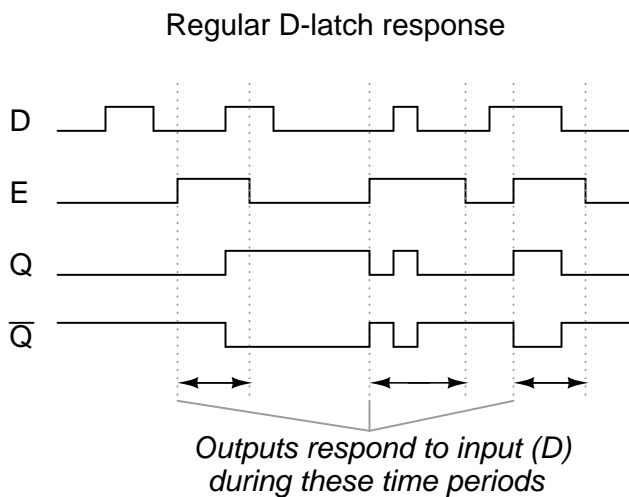 Regular D-latch response
D
E
Q
Q̅
Outputs respond to input (D)
during these time periods